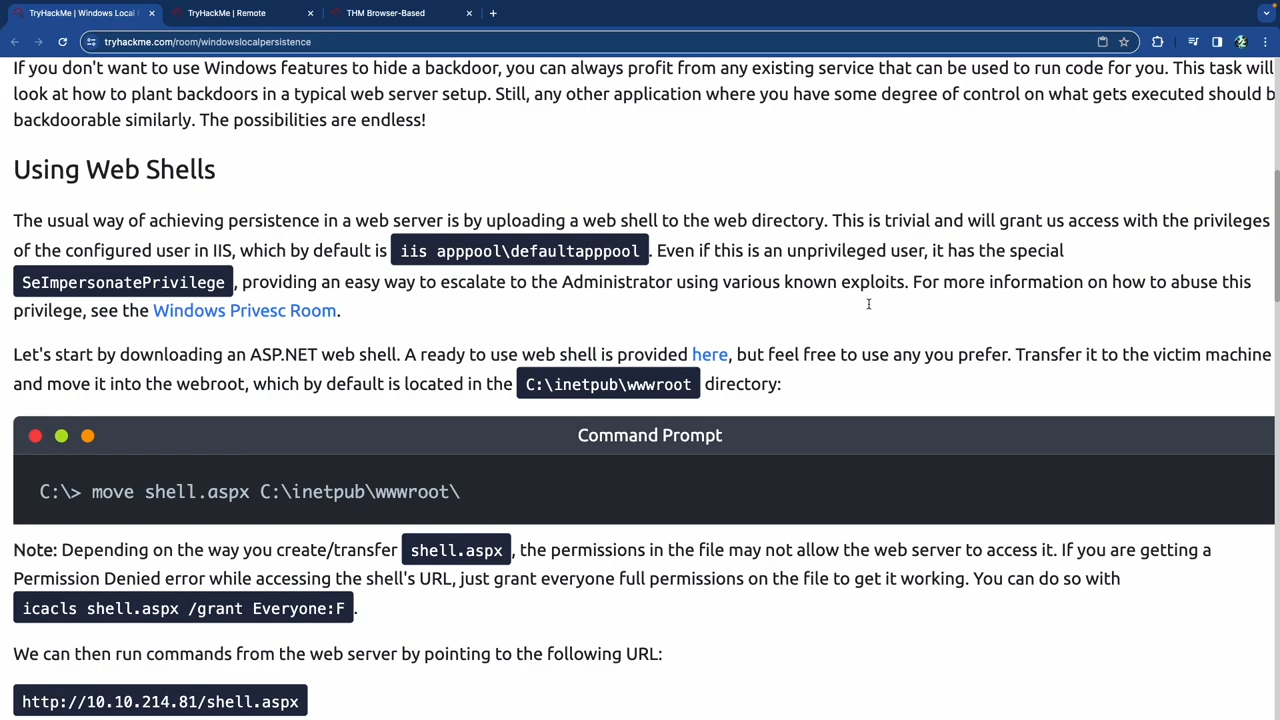 TryHackMe | Windows Local
TryHackMe | Remote
THM Browser-Based
tryhackme.com/room/windowslocalpersistence
If you don't want to use Windows features to hide a backdoor, you can always profit from any existing service that can be used to run code for you. This task will
look at how to plant backdoors in a typical web server setup. Still, any other application where you have some degree of control on what gets executed should b
backdoorable similarly. The possibilities are endless!
Using Web Shells
The usual way of achieving persistence in a web server is by uploading a web shell to the web directory. This is trivial and will grant us access with the privileges
of the configured user in IIS, which by default is iis apppool\defaultapppool. Even if this is an unprivileged user, it has the special
SeImpersonatePrivilege, providing an easy way to escalate to the Administrator using various known exploits. For more information on how to abuse this
privilege, see the Windows Privesc Room.
Let's start by downloading an ASP.NET web shell. A ready to use web shell is provided here, but feel free to use any you prefer. Transfer it to the victim machine
and move it into the webroot, which by default is located in the C:\inetpub\wwwroot directory:
Command Prompt
C:\> move shell.aspx C:\inetpub\wwwroot\
Note: Depending on the way you create/transfer shell.aspx, the permissions in the file may not allow the web server to access it. If you are getting a
Permission Denied error while accessing the shell's URL, just grant everyone full permissions on the file to get it working. You can do so with
icacls shell.aspx /grant Everyone:F.
We can then run commands from the web server by pointing to the following URL:
http://10.10.214.81/shell.aspx